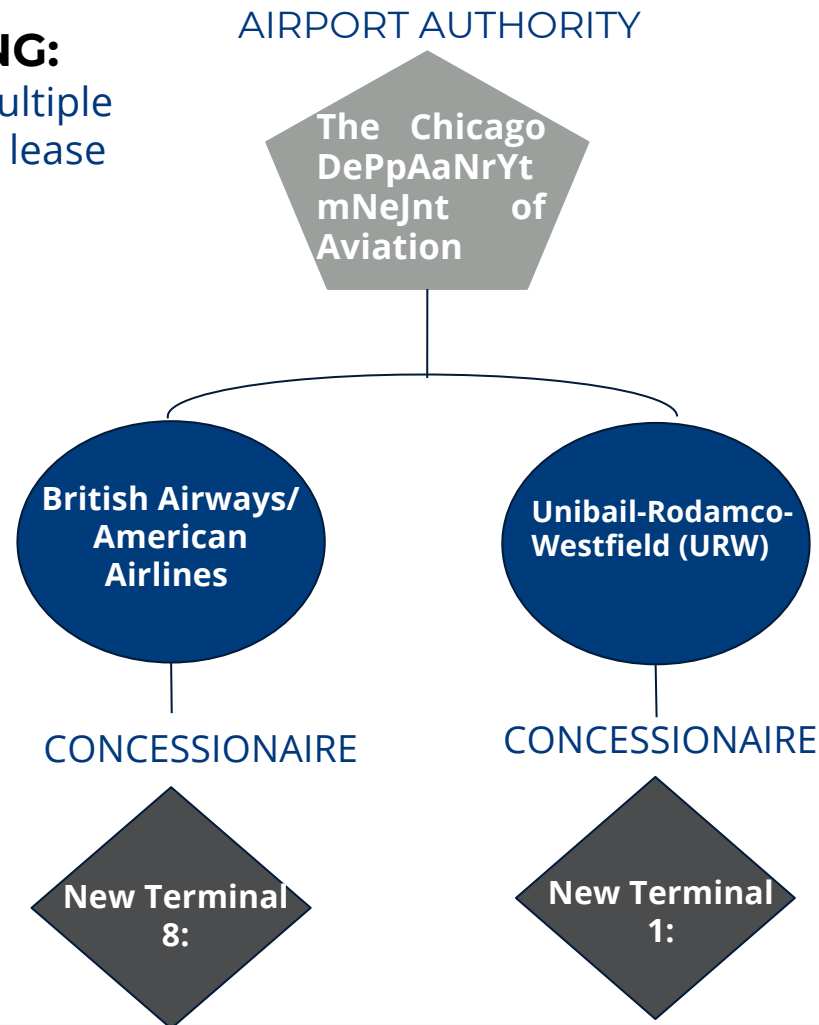 AIRPORT AUTHORITY
NG:
ultiple
lease
The Chicago
DePpAaNrYt
mNeJnt of
Aviation
British Airways/
American
Airlines
Unibail-Rodamco-
Westfield (URW)
CONCESSIONAIRE
CONCESSIONAIRE
New Terminal
8:
New Terminal
1: